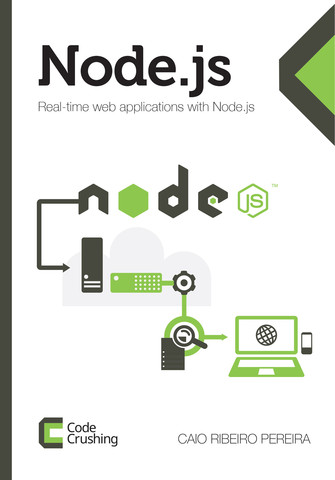 Node.js
Real-time web applications with Node.js
node
JS
™
Code
Crushing
CAIO RIBEIRO PEREIRA